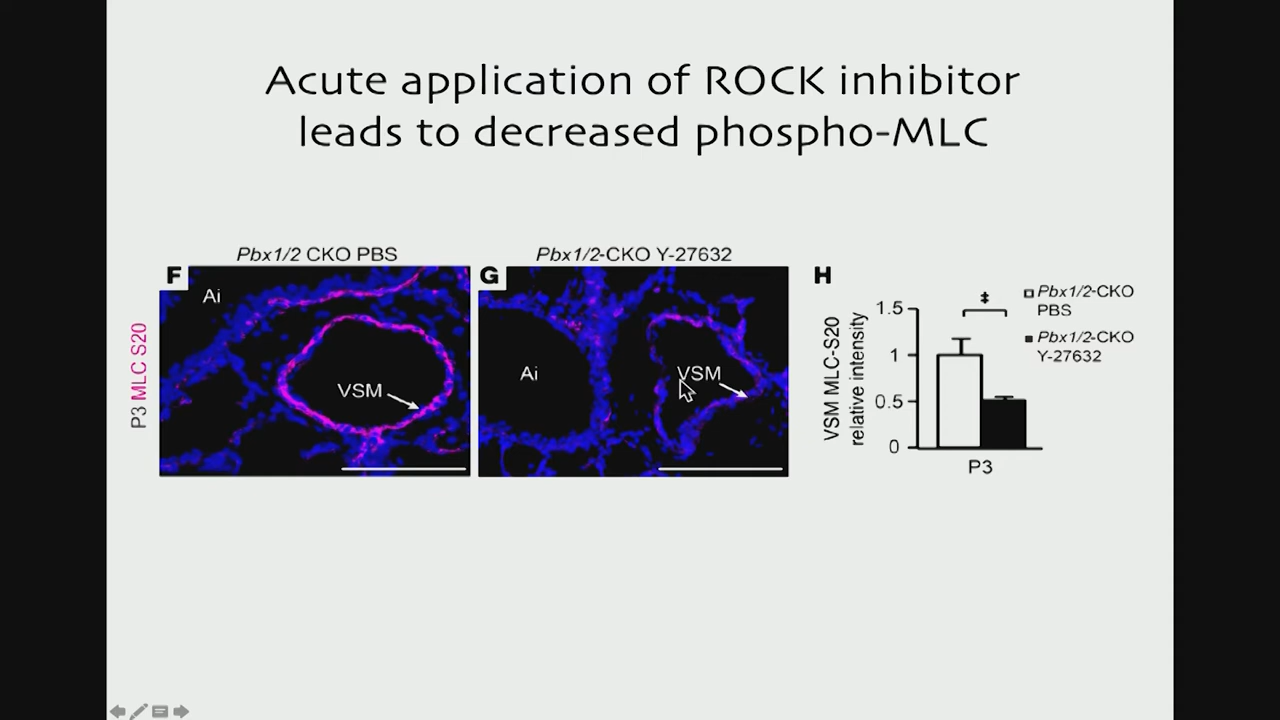 Acute application of ROCK inhibitor
leads to decreased phospho-MLC
Pbx1/2 CKO PBS
Pbx1/2-CKO Y-27632
F
Ai
VSM
P3 MLC S20
G
Ai
VSM
H
VSM MLC-S20
relative intensity
1.5
1
0.5
0
‡
P3
Pbx1/2-CKO
PBS
Pbx1/2-CKO
Y-27632